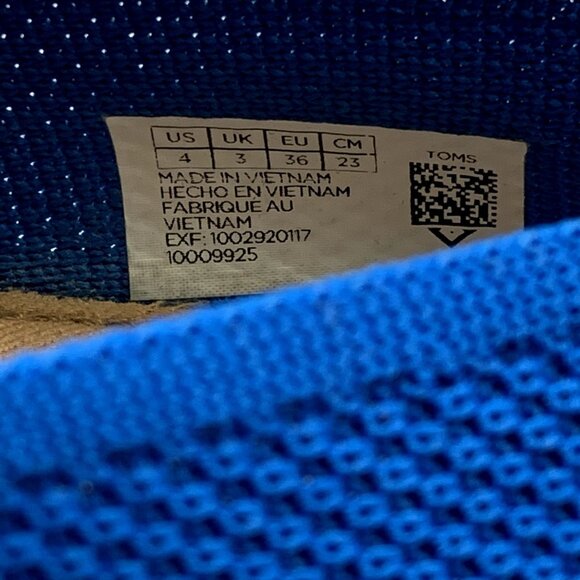 US UK EU CM
4 3 36 23
TOMS
MADE IN VIETNAM
HECHO EN VIETNAM
FABRIQUE AU
VIETNAM
EXF: 1002920117
10009925